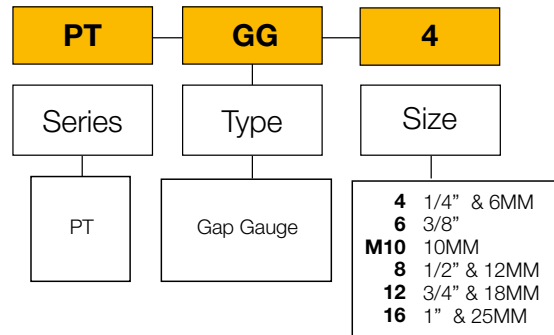 PT GG 4
Series Type Size
PT Gap Gauge
4 1/4” & 6MM
6 3/8”
M10 10MM
8 1/2” & 12MM
12 3/4” & 18MM
16 1” & 25MM